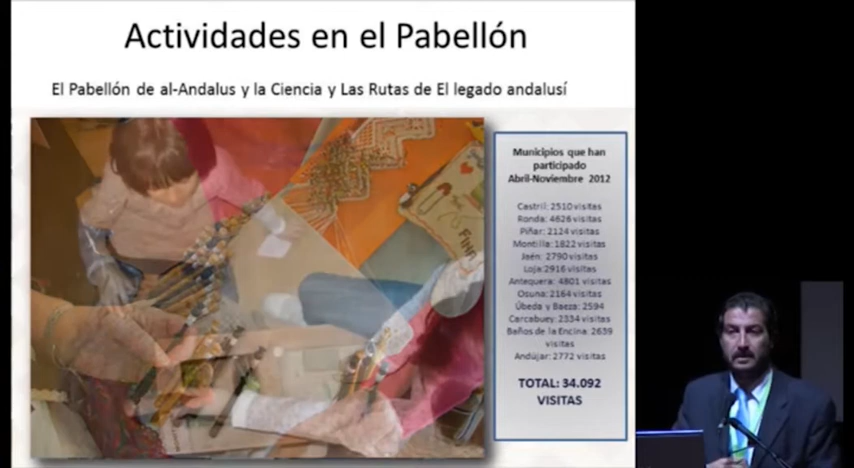 Actividades en el Pabellón
El Pabellón de al-Andalus y la Ciencia y Las Rutas de El legado andalusí
Municipios que han
participado
Abril-Noviembre 2012
Castril: 2510 visitas
Ronda: 4626 visitas
Piñar: 2124 visitas
Montilla: 1822 visitas
Jaén: 2790 visitas
Loja: 2916 visitas
Antequera: 4801 visitas
Osuna: 2164 visitas
Úbeda y Baeza: 2594
Carcabuey: 2334 visitas
Baños de la Encina: 2639
visitas
Andújar: 2772 visitas
TOTAL: 34.092
VISITAS